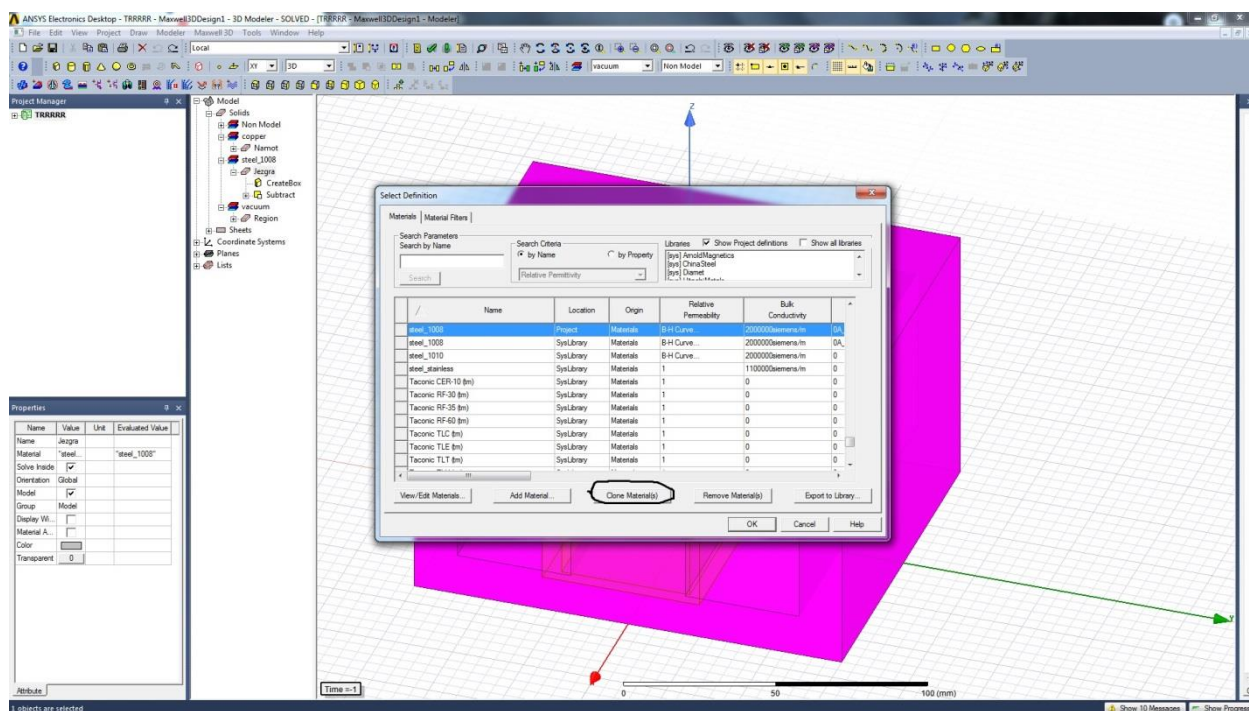 ANSYS Electronics Desktop - TRRRRR - Maxwell3DDesign1 - 3D Modeler - SOLVED - [TRRRRR - Maxwell3DDesign1 - Modeler]
File Edit View Project Draw Modeler Maxwell 3D Tools Window Help
Local
XY 3D vacuum Non Model
Project Manager
TRRRRR
Model
Solids
Non Model
copper
Namot
steel_1008
Jezgra
CreateBox
Subtract
vacuum
Region
Sheets
Coordinate Systems
Planes
Lists
Properties
Name Value Unit Evaluated Value
Name Jezgra
Material "steel... "steel_1008"
Solve Inside
Orientation Global
Model
Group Model
Display Wi...
Material A...
Color
Transparent 0
Attribute
1 objects are selected
Z
Select Definition
Materials Material Filters
Search Parameters
Search by Name
Search
Search Criteria
by Name by Property
Relative Permittivity
Libraries Show Project definitions Show all libraries
[sys] ArnoldMagnetics
[sys] ChinaSteel
[sys] Diamet
/ Name Location Origin Relative Permeability Bulk Conductivity
steel_1008 Project Materials B-H Curve... 2000000siemens/m 0A_
steel_1008 SysLibrary Materials B-H Curve... 2000000siemens/m 0A_
steel_1010 SysLibrary Materials B-H Curve... 2000000siemens/m 0
steel_stainless SysLibrary Materials 1 1100000siemens/m 0
Taconic CER-10 (tm) SysLibrary Materials 1 0 0
Taconic RF-30 (tm) SysLibrary Materials 1 0 0
Taconic RF-35 (tm) SysLibrary Materials 1 0 0
Taconic RF-60 (tm) SysLibrary Materials 1 0 0
Taconic TLC (tm) SysLibrary Materials 1 0 0
Taconic TLE (tm) SysLibrary Materials 1 0 0
Taconic TLT (tm) SysLibrary Materials 1 0 0
View/Edit Materials... Add Material... Clone Material(s) Remove Material(s) Export to Library...
OK Cancel Help
Y
Time =-1
0 50 100 (mm)
Show 10 Messages Show Progress